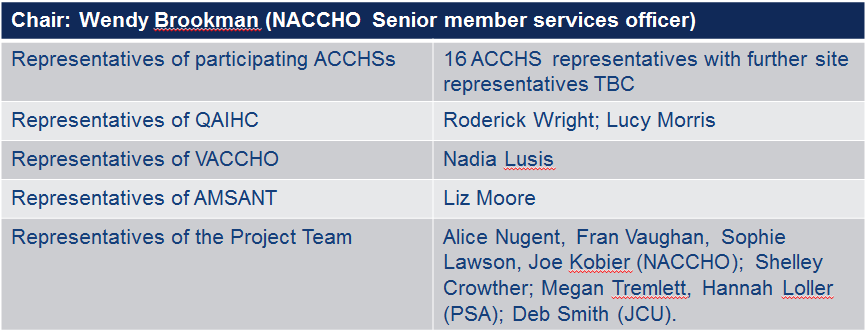 Chair: Wendy Brookman (NACCHO Senior member services officer)
Representatives of participating ACCHSs
16 ACCHS representatives with further site
representatives TBC
Representatives of QAIHC
Roderick Wright; Lucy Morris
Representatives of VACCHO
Nadia Lusis
Representatives of AMSANT
Liz Moore
Representatives of the Project Team
Alice Nugent, Fran Vaughan, Sophie
Lawson, Joe Kobier (NACCHO); Shelley
Crowther; Megan Tremlett, Hannah Loller
(PSA); Deb Smith (JCU).